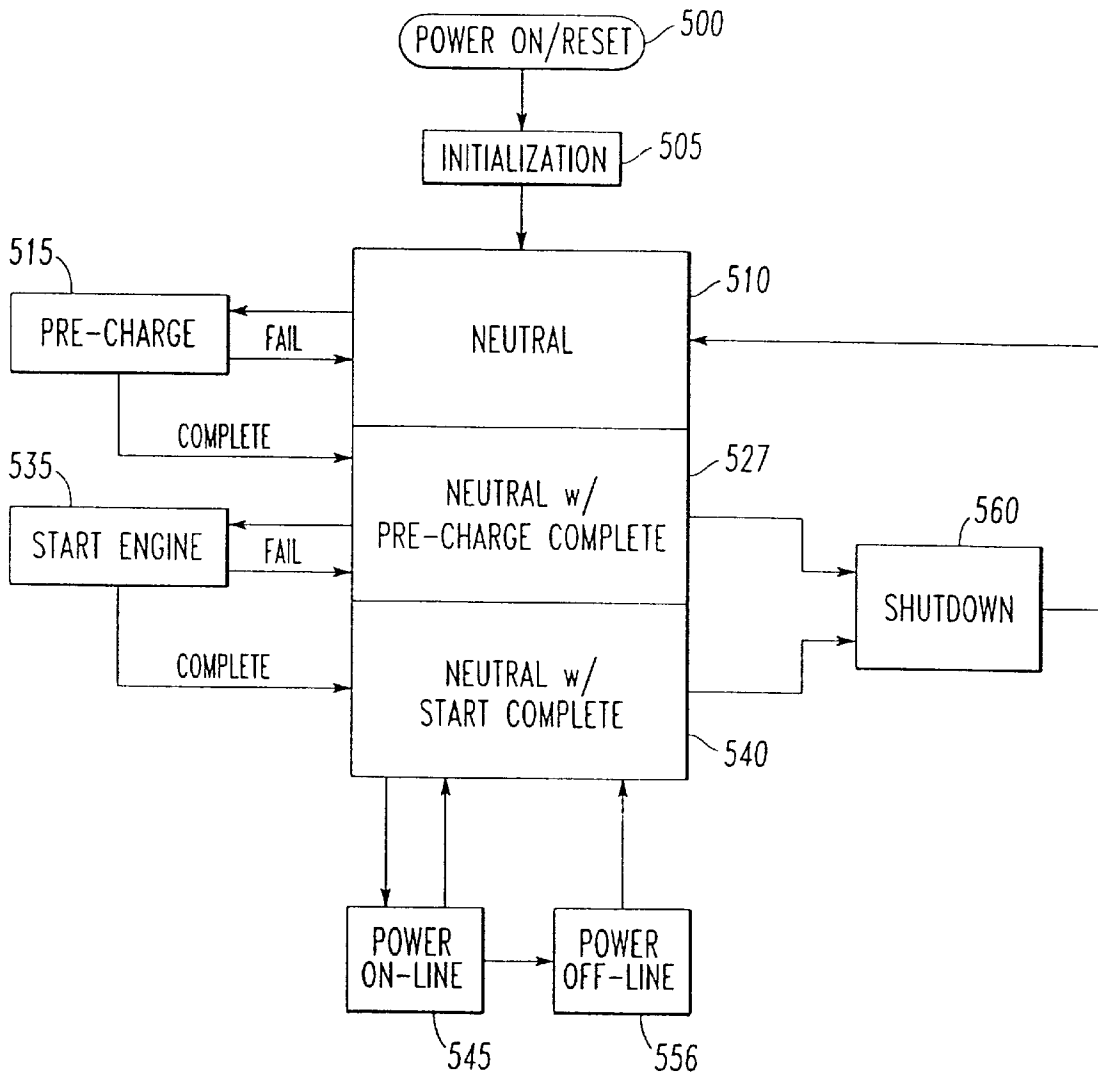 POWER ON/RESET
500
INITIALIZATION
505
515
PRE-CHARGE
FAIL
COMPLETE
NEUTRAL
510
535
START ENGINE
FAIL
COMPLETE
NEUTRAL w/
PRE-CHARGE COMPLETE
527
560
SHUTDOWN
NEUTRAL w/
START COMPLETE
540
POWER
ON-LINE
545
POWER
OFF-LINE
556